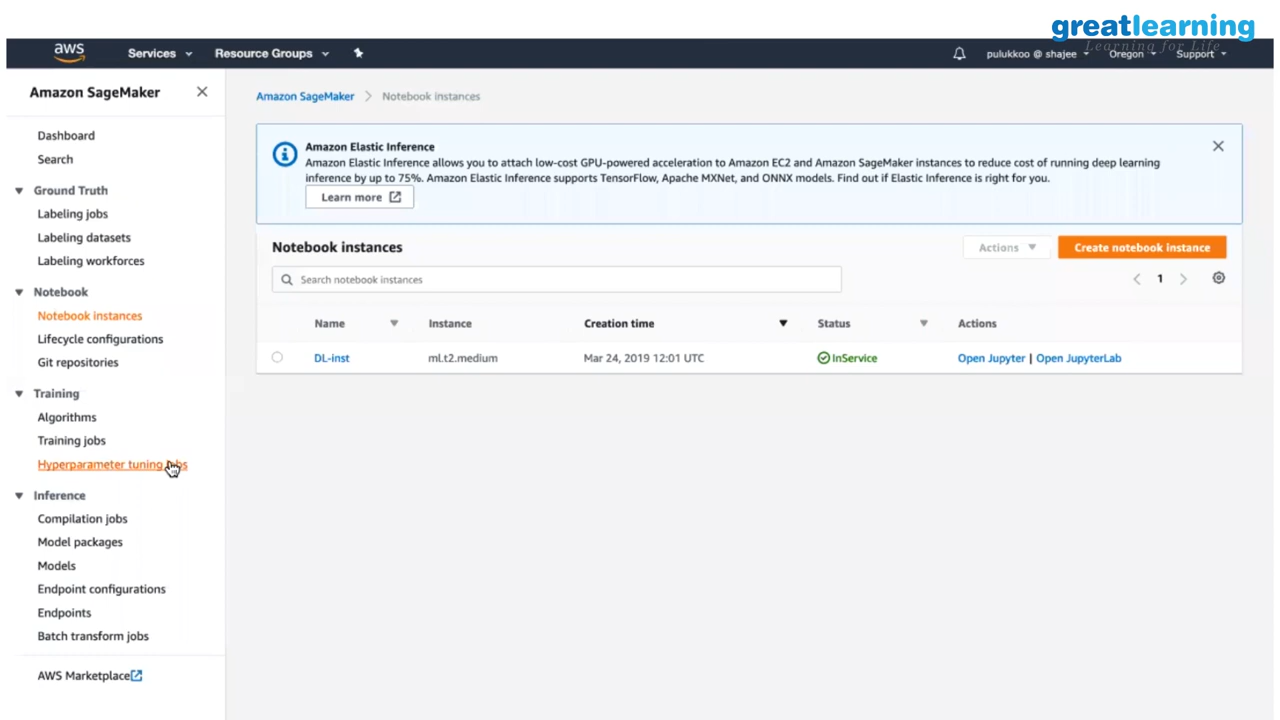 greatlearning
Learning for Life
aws
Services
Resource Groups
pulukkoo @ shajee
Oregon
Support
Amazon SageMaker
Dashboard
Search
Ground Truth
Labeling jobs
Labeling datasets
Labeling workforces
Notebook
Notebook instances
Lifecycle configurations
Git repositories
Training
Algorithms
Training jobs
Hyperparameter tuning jobs
Inference
Compilation jobs
Model packages
Models
Endpoint configurations
Endpoints
Batch transform jobs
AWS Marketplace
Amazon SageMaker > Notebook instances
Amazon Elastic Inference
Amazon Elastic Inference allows you to attach low-cost GPU-powered acceleration to Amazon EC2 and Amazon SageMaker instances to reduce cost of running deep learning
inference by up to 75%. Amazon Elastic Inference supports TensorFlow, Apache MXNet, and ONNX models. Find out if Elastic Inference is right for you.
Learn more
Notebook instances
Actions
Create notebook instance
Search notebook instances
1
Name Instance Creation time Status Actions
DL-inst ml.t2.medium Mar 24, 2019 12:01 UTC InService Open Jupyter | Open JupyterLab